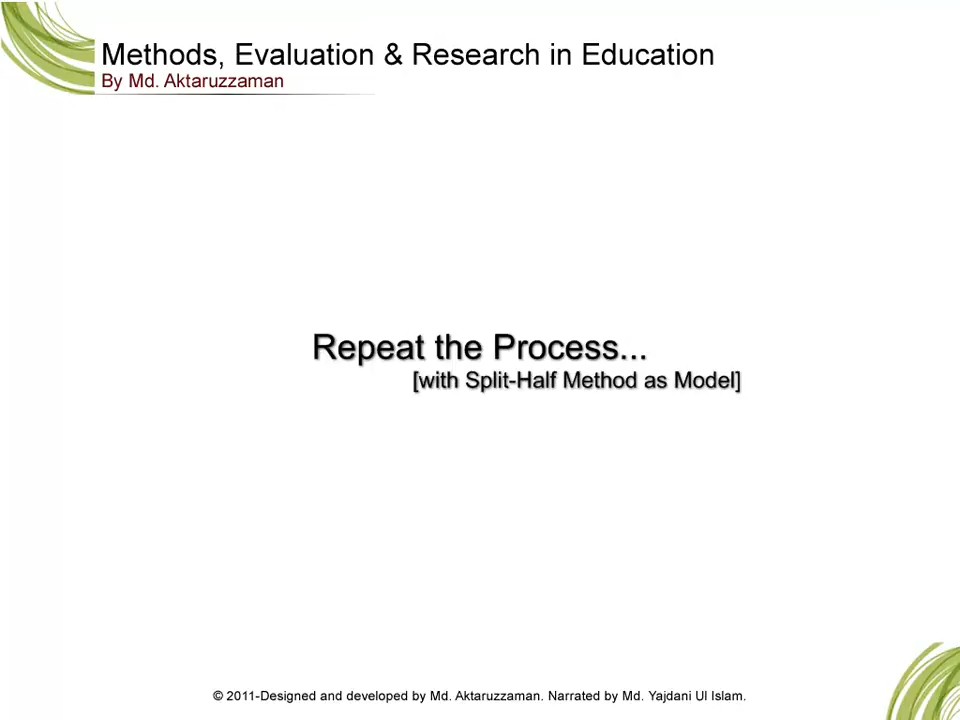 Methods, Evaluation & Research in Education
By Md. Aktaruzzaman
Repeat the Process...
[with Split-Half Method as Model]
© 2011-Designed and developed by Md. Aktaruzzaman. Narrated by Md. Yajdani Ul Islam.